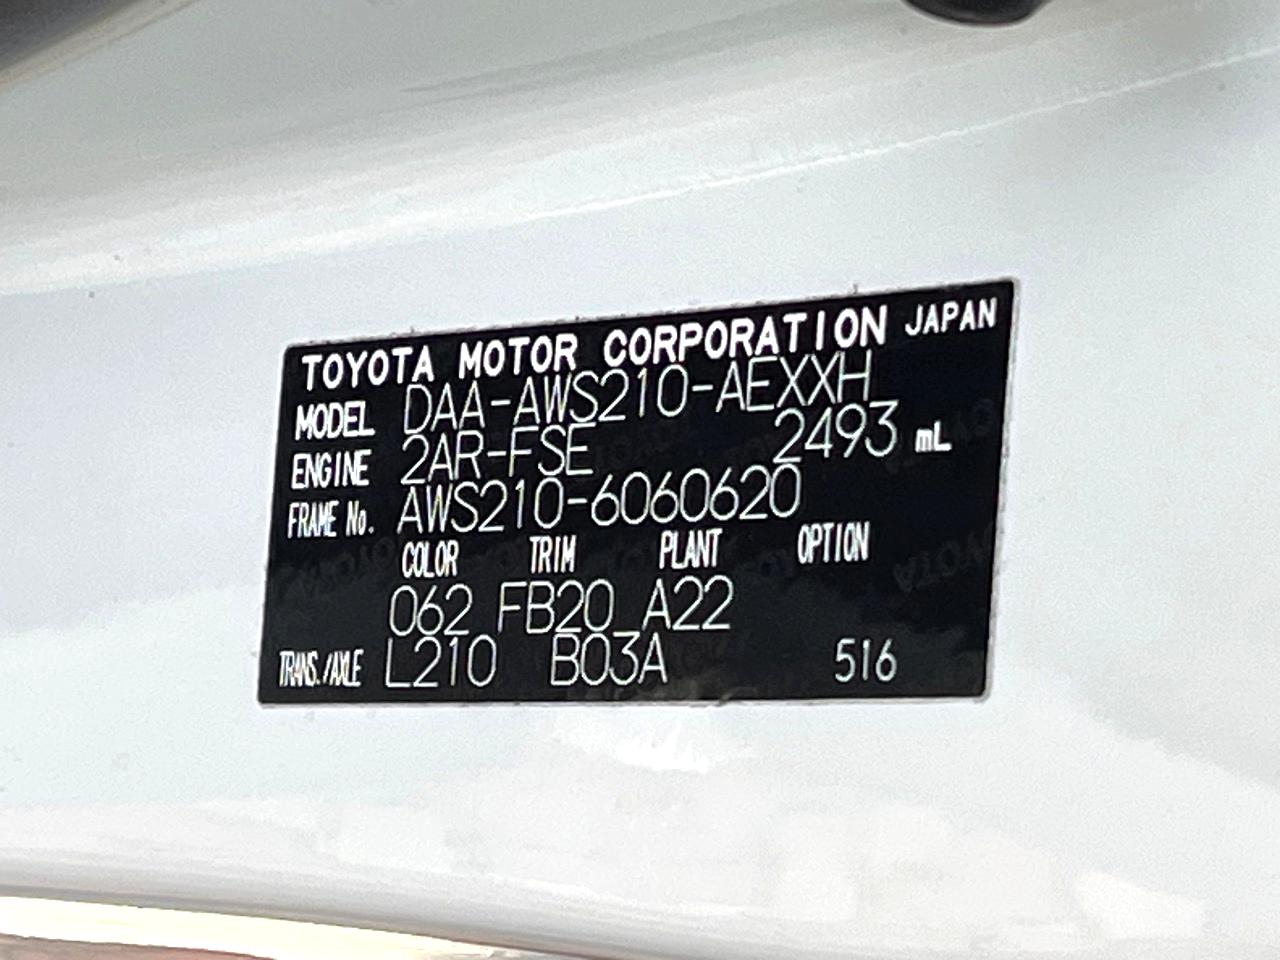 TOYOTA MOTOR CORPORATION JAPAN
MODEL DAA-AWS210-AEXXH
ENGINE 2AR-FSE 2493 mL
FRAME No. AWS210-6060620
COLOR TRIM PLANT OPTION
062 FB20 A22
TRANS./AXLE L210 B03A 516